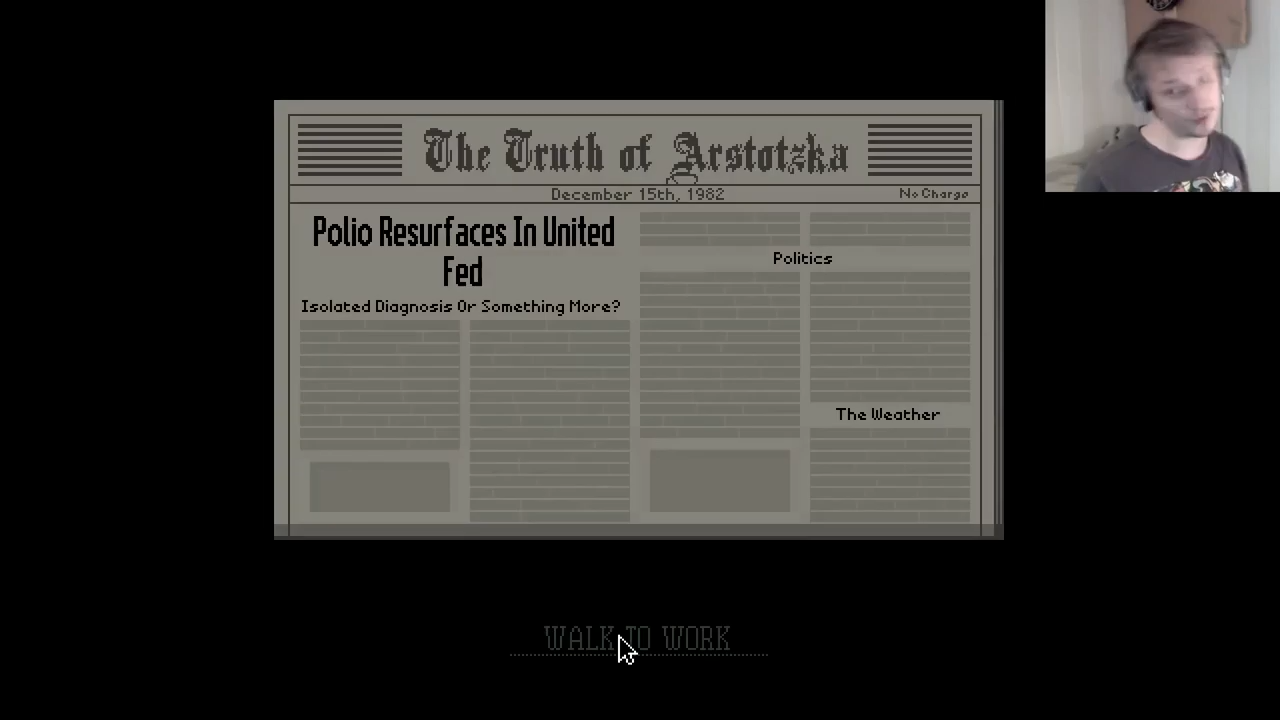 The Truth of Arstotzka
December 15th, 1982
No Charge
Polio Resurfaces In United
Fed
Isolated Diagnosis Or Something More?
Politics
The Weather
WALK TO WORK